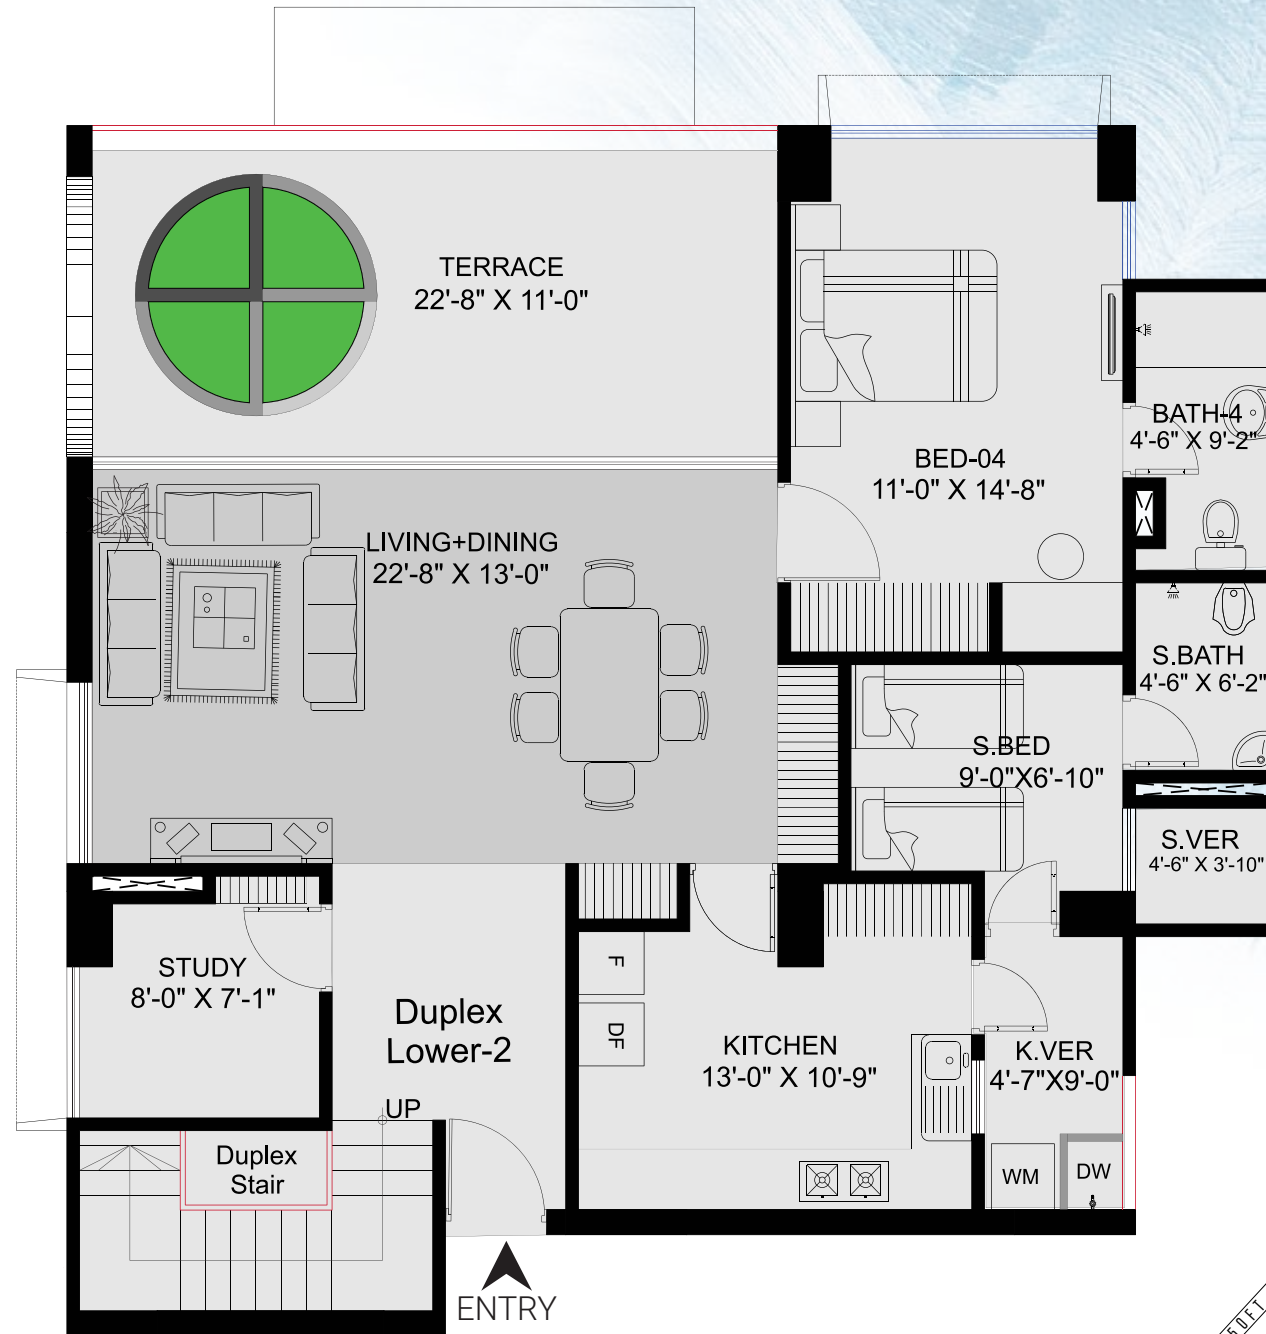 TERRACE
22'-8" X 11'-0"
BATH-4
4'-6" X 9'-2"
BED-04
11'-0" X 14'-8"
LIVING+DINING
22'-8" X 13'-0"
S.BATH
4'-6" X 6'-2"
S.BED
9'-0"X6'-10"
S.VER
4'-6" X 3'-10"
STUDY
8'-0" X 7'-1"
F
DF
Duplex
Lower-2
KITCHEN
13'-0" X 10'-9"
K.VER
4'-7"X9'-0"
UP
Duplex
Stair
WM
DW
ENTRY